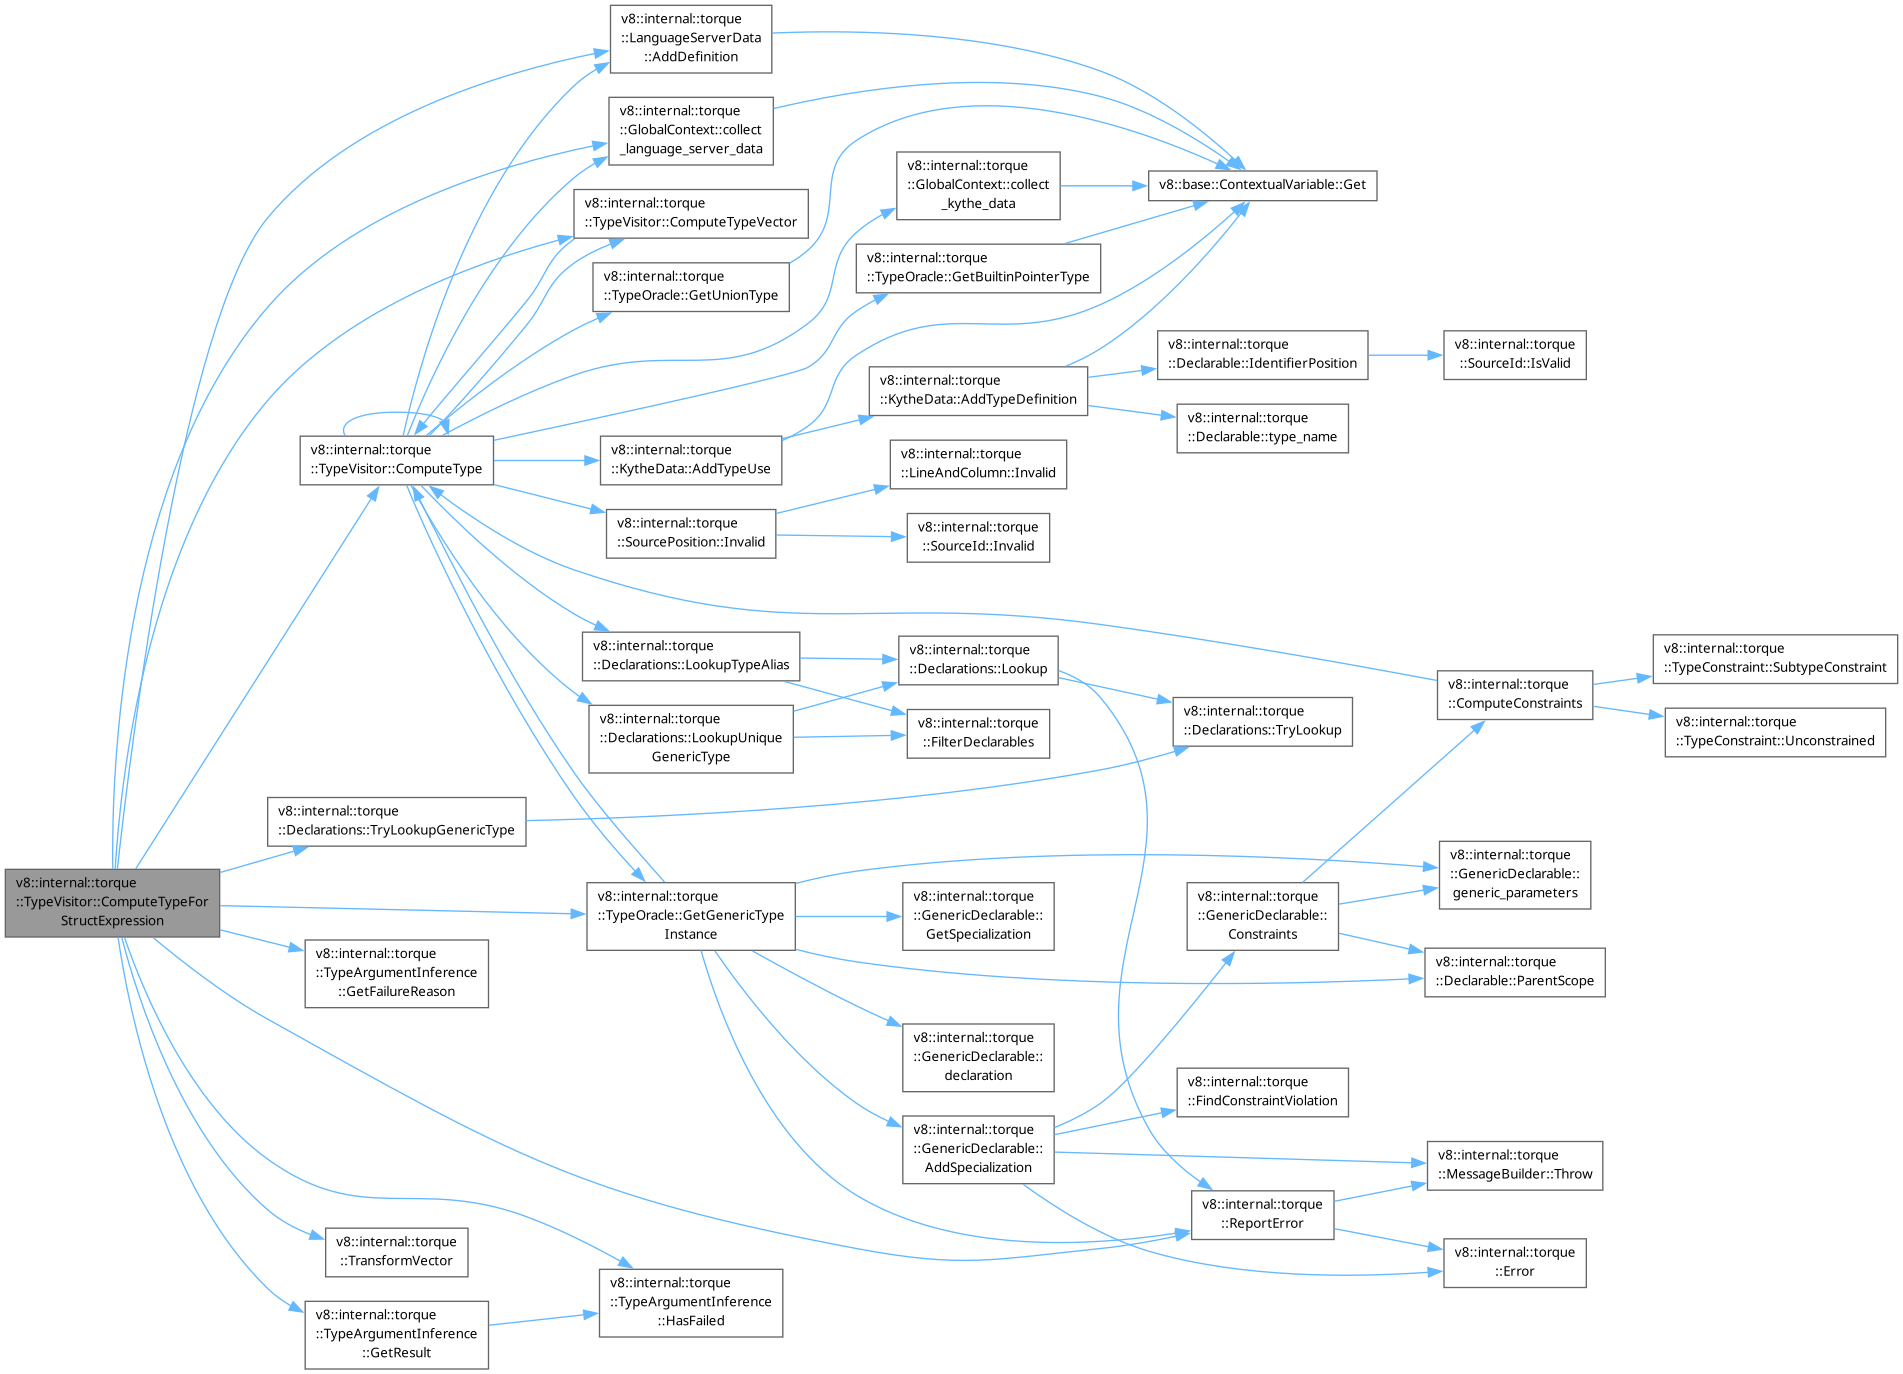 v8::internal::torque
::LanguageServerData
::AddDefinition
v8::internal::torque
::GlobalContext::collect
_language_server_data
v8::internal::torque
::GlobalContext::collect
_kythe_data
v8::base::ContextualVariable::Get
v8::internal::torque
::TypeVisitor::ComputeTypeVector
v8::internal::torque
::TypeOracle::GetBuiltinPointerType
v8::internal::torque
::TypeOracle::GetUnionType
v8::internal::torque
::Declarable::IdentifierPosition
v8::internal::torque
::SourceId::IsValid
v8::internal::torque
::KytheData::AddTypeDefinition
v8::internal::torque
::Declarable::type_name
v8::internal::torque
::TypeVisitor::ComputeType
v8::internal::torque
::KytheData::AddTypeUse
v8::internal::torque
::LineAndColumn::Invalid
v8::internal::torque
::SourcePosition::Invalid
v8::internal::torque
::SourceId::Invalid
v8::internal::torque
::Declarations::LookupTypeAlias
v8::internal::torque
::Declarations::Lookup
v8::internal::torque
::TypeConstraint::SubtypeConstraint
v8::internal::torque
::ComputeConstraints
v8::internal::torque
::Declarations::LookupUnique
GenericType
v8::internal::torque
::FilterDeclarables
v8::internal::torque
::Declarations::TryLookup
v8::internal::torque
::TypeConstraint::Unconstrained
v8::internal::torque
::Declarations::TryLookupGenericType
v8::internal::torque
::GenericDeclarable::
generic_parameters
v8::internal::torque
::TypeVisitor::ComputeTypeFor
StructExpression
v8::internal::torque
::TypeOracle::GetGenericType
Instance
v8::internal::torque
::GenericDeclarable::
GetSpecialization
v8::internal::torque
::GenericDeclarable::
Constraints
v8::internal::torque
::TypeArgumentInference
::GetFailureReason
v8::internal::torque
::Declarable::ParentScope
v8::internal::torque
::GenericDeclarable::
declaration
v8::internal::torque
::FindConstraintViolation
v8::internal::torque
::GenericDeclarable::
AddSpecialization
v8::internal::torque
::MessageBuilder::Throw
v8::internal::torque
::ReportError
v8::internal::torque
::TransformVector
v8::internal::torque
::Error
v8::internal::torque
::TypeArgumentInference
::HasFailed
v8::internal::torque
::TypeArgumentInference
::GetResult